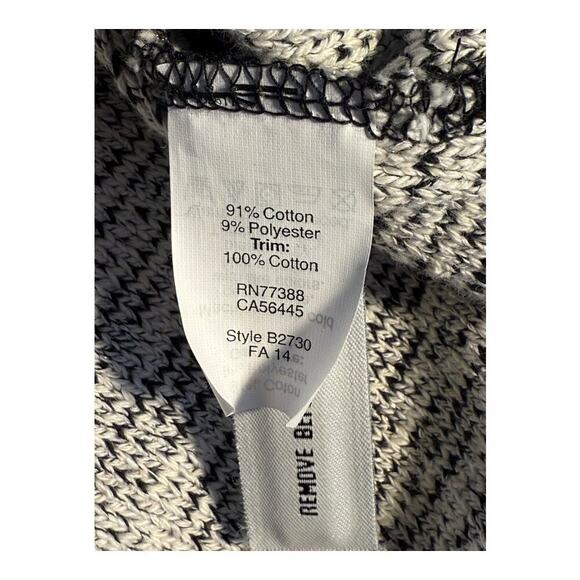 91% Cotton
9% Polyester
Trim:
100% Cotton
RN77388
CA56445
Style B2730
FA 14
REMOVE